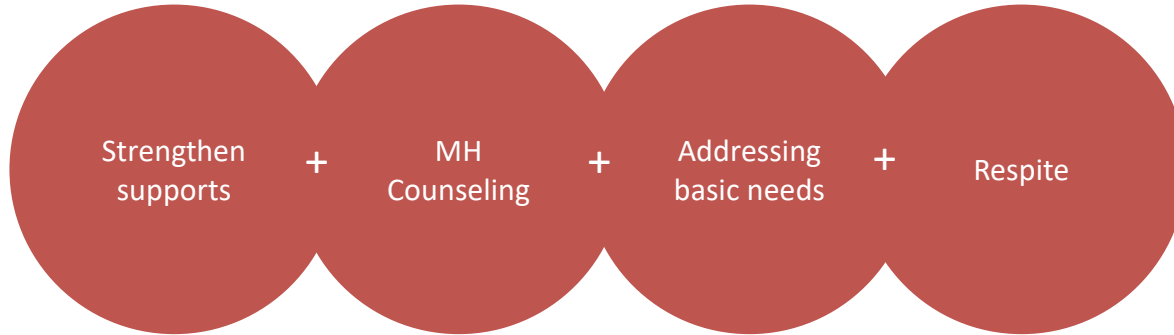 Strengthen
supports
+
MH
Counseling
+
Addressing
basic needs
+
Respite